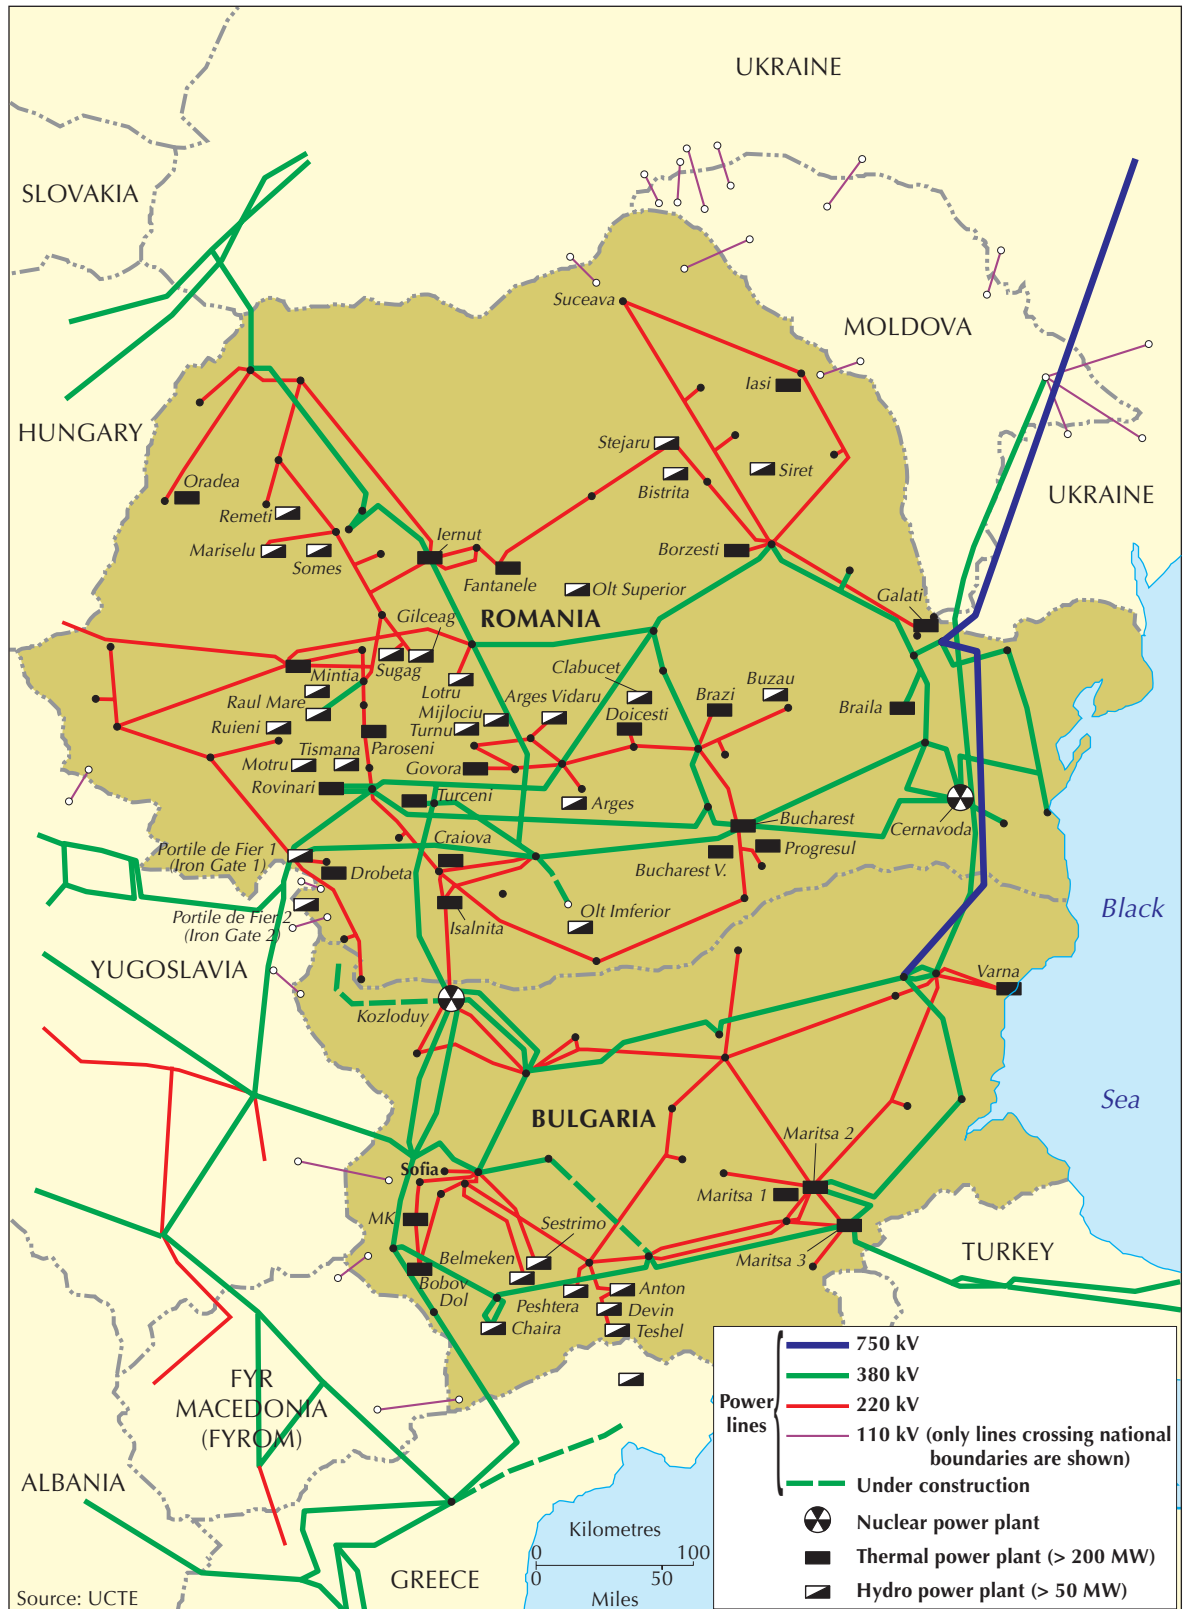 UKRAINE
SLOVAKIA
Suceava
MOLDOVA
Iasi
HUNGARY
Stejaru
Siret
Bistrita
Oradea
UKRAINE
Remeti
Mariselu
Somes
Iernut
Borzesti
Fantanele
Olt Superior
Galati
ROMANIA
Gilceag
Clabucet
Mintia
Sugag
Raul Mare
Lotru
Arges Vidaru
Buzau
Brazi
Mijlociu
Braila
Ruieni
Turnu
Doicesti
Tismana
Paroseni
Motru
Govora
Rovinari
Turceni
Arges
Bucharest
Cernavoda
Craiova
Portile de Fier 1
(Iron Gate 1)
Progresul
Drobeta
Bucharest V.
Olt Imferior
Portile de Fier 2
(Iron Gate 2)
Isalnita
Black
YUGOSLAVIA
Varna
Kozloduy
Sea
BULGARIA
Maritsa 2
Sofia
Maritsa 1
MK
Sestrimo
Belmeken
Maritsa 3
TURKEY
Bobov
Dol
Peshtera
Anton
Devin
Chaira
Teshel
FYR
MACEDONIA
(FYROM)
ALBANIA
GREECE
Kilometres
0 100
0 50
Miles
Power
lines
750 kV
380 kV
220 kV
110 kV (only lines crossing national
boundaries are shown)
Under construction
Nuclear power plant
Thermal power plant (> 200 MW)
Hydro power plant (> 50 MW)
Source: UCTE